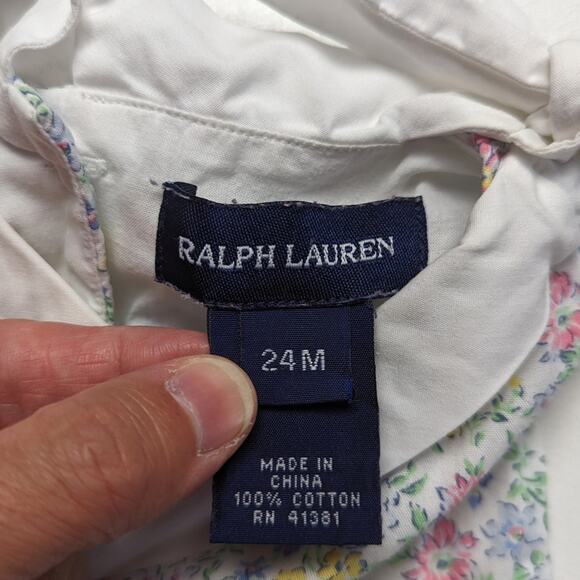 RALPH LAUREN
24M
MADE IN
CHINA
100% COTTON
RN 41381